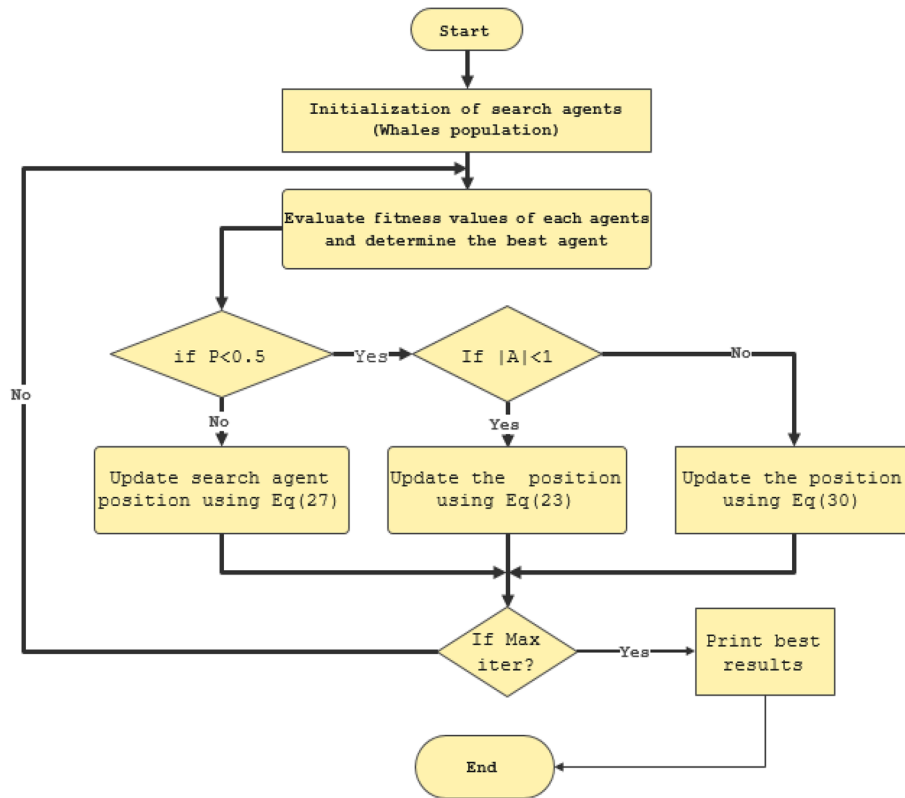 Start
Initialization of search agents
(Whales population)
Evaluate fitness values of each agents
and determine the best agent
if P<0.5
Yes
If |A|<1
No
No
No
Yes
Update search agent
position using Eq(27)
Update the position
using Eq(23)
Update the position
using Eq(30)
If Max
iter?
Yes
Print best
results
End